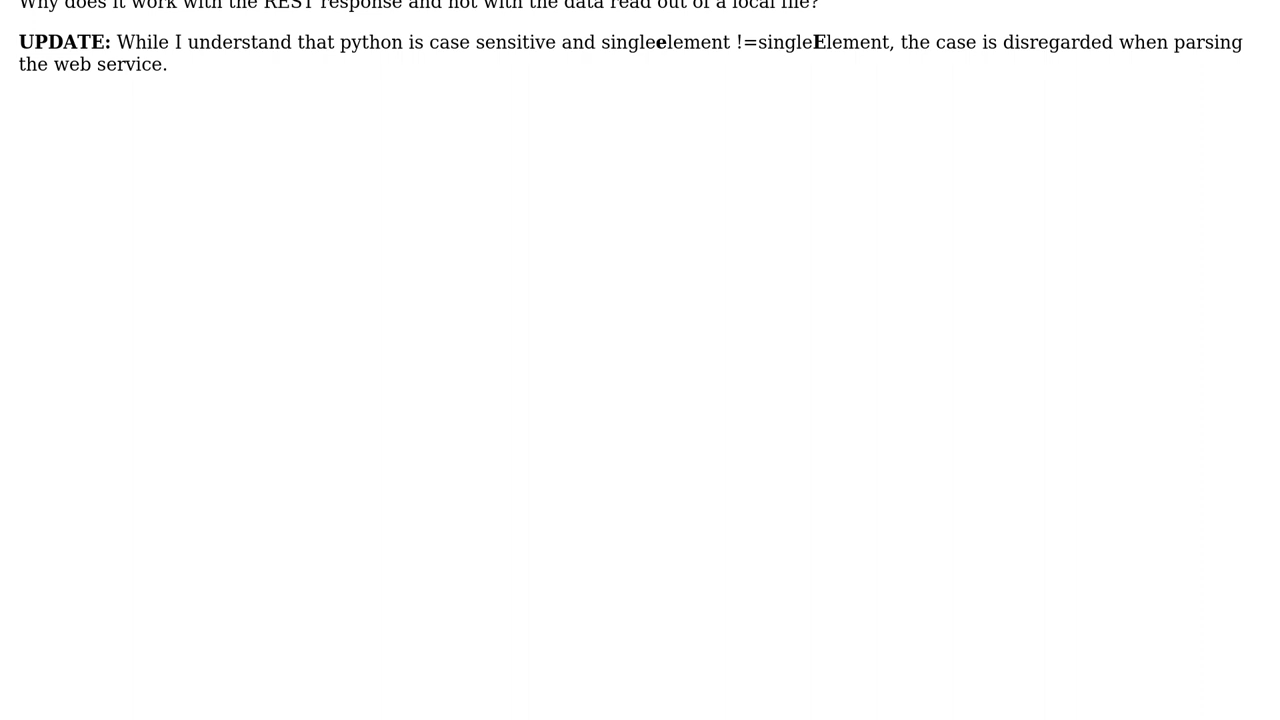 Why does it work with the REST response and not with the data read out of a local file?
UPDATE: While I understand that python is case sensitive and singleelement !=singleElement, the case is disregarded when parsing
the web service.